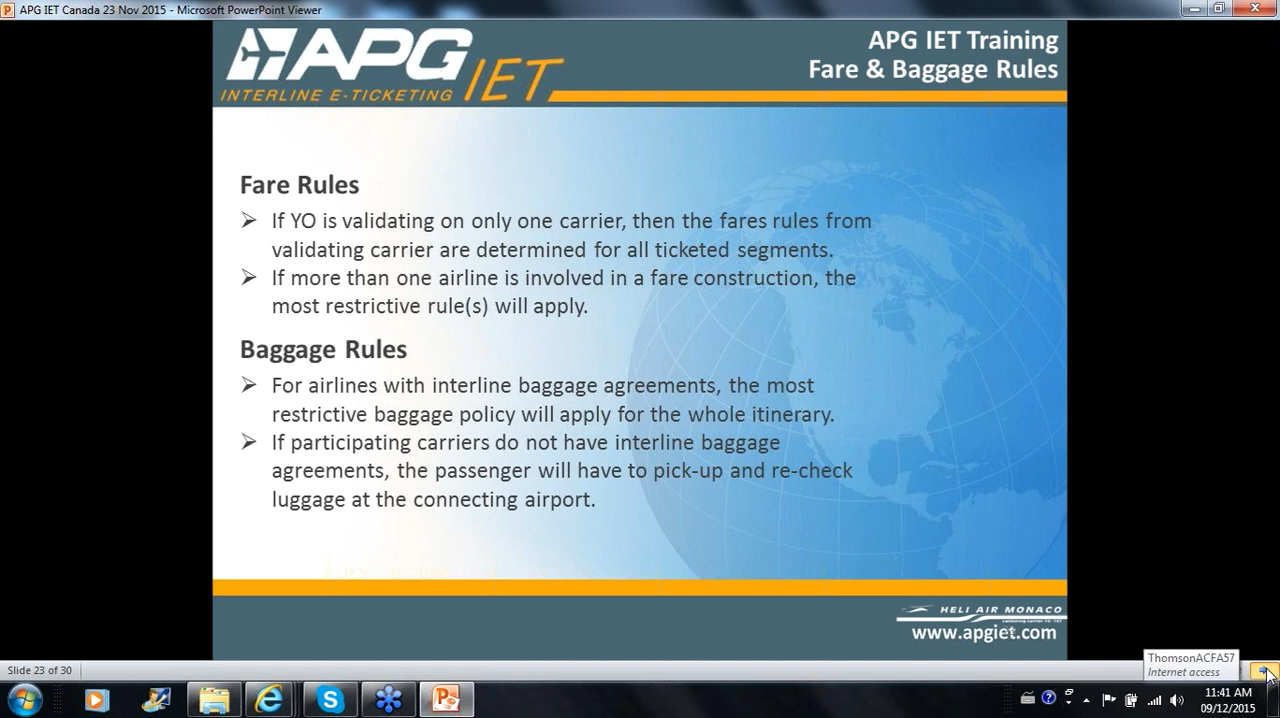 APG IET Canada 23 Nov 2015 - Microsoft PowerPoint Viewer
APG IET
INTERLINE E-TICKETING
APG IET Training
Fare & Baggage Rules
Fare Rules
If YO is validating on only one carrier, then the fares rules from
validating carrier are determined for all ticketed segments.
If more than one airline is involved in a fare construction, the
most restrictive rule(s) will apply.
Baggage Rules
For airlines with interline baggage agreements, the most
restrictive baggage policy will apply for the whole itinerary.
If participating carriers do not have interline baggage
agreements, the passenger will have to pick-up and re-check
luggage at the connecting airport.
HELI AIR MONACO
www.apgiet.com
Slide 23 of 30
ThomsonACFA57
Internet access
11:41 AM
09/12/2015